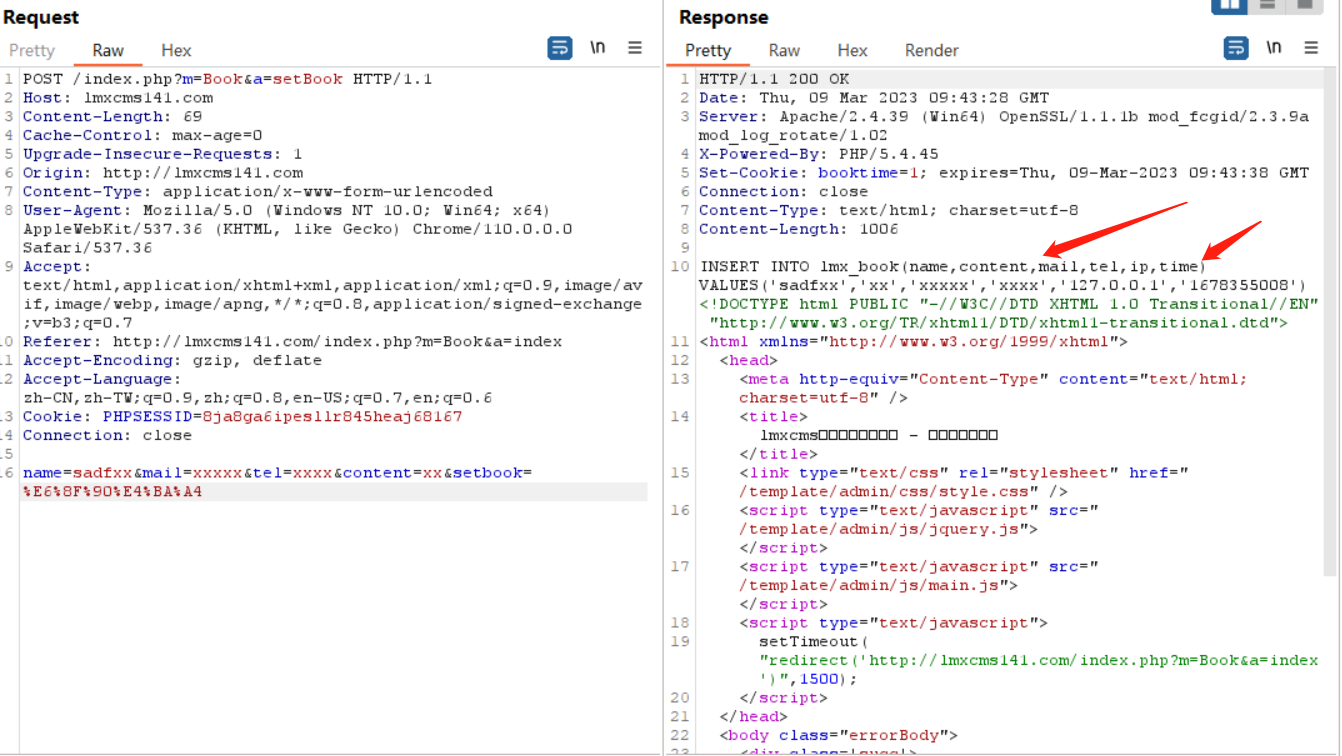 Request
Pretty Raw Hex \n
1 POST /index.php?m=Book&a=setBook HTTP/1.1
2 Host: lmxcms141.com
3 Content-Length: 69
4 Cache-Control: max-age=0
5 Upgrade-Insecure-Requests: 1
6 Origin: http://lmxcms141.com
7 Content-Type: application/x-www-form-urlencoded
8 User-Agent: Mozilla/5.0 (Windows NT 10.0; Win64; x64)
AppleWebKit/537.36 (KHTML, like Gecko) Chrome/110.0.0.0
Safari/537.36
9 Accept:
text/html,application/xhtml+xml,application/xml;q=0.9,image/av
if,image/webp,image/apng,*/*;q=0.8,application/signed-exchange
;v=b3;q=0.7
10 Referer: http://lmxcms141.com/index.php?m=Book&a=index
11 Accept-Encoding: gzip, deflate
12 Accept-Language:
zh-CN,zh-TW;q=0.9,zh;q=0.8,en-US;q=0.7,en;q=0.6
13 Cookie: PHPSESSID=8ja8ga6ipesllr845heaj68167
14 Connection: close
15
16 name=sadfxx&mail=xxxxx&tel=xxxx&content=xx&setbook=
%E6%8F%90%E4%BA%A4
Response
Pretty Raw Hex Render \n
1 HTTP/1.1 200 OK
2 Date: Thu, 09 Mar 2023 09:43:28 GMT
3 Server: Apache/2.4.39 (Win64) OpenSSL/1.1.1b mod_fcgid/2.3.9a
mod_log_rotate/1.02
4 X-Powered-By: PHP/5.4.45
5 Set-Cookie: booktime=1; expires=Thu, 09-Mar-2023 09:43:38 GMT
6 Connection: close
7 Content-Type: text/html; charset=utf-8
8 Content-Length: 1006
9
10 INSERT INTO lmx_book(name,content,mail,tel,ip,time)
VALUES('sadfxx','xx','xxxxx','xxxx','127.0.0.1','1678355008')
<!DOCTYPE html PUBLIC "-//W3C//DTD XHTML 1.0 Transitional//EN"
"http://www.w3.org/TR/xhtml1/DTD/xhtml1-transitional.dtd">
11 <html xmlns="http://www.w3.org/1999/xhtml">
12 <head>
13 <meta http-equiv="Content-Type" content="text/html;
charset=utf-8" />
14 <title>
lmxcms□□□□□□□□ - □□□□□□□
</title>
15 <link type="text/css" rel="stylesheet" href="
/template/admin/css/style.css" />
16 <script type="text/javascript" src="
/template/admin/js/jquery.js">
</script>
17 <script type="text/javascript" src="
/template/admin/js/main.js">
</script>
18 <script type="text/javascript">
19 setTimeout(
"redirect('http://lmxcms141.com/index.php?m=Book&a=index
')",1500);
20 </script>
21 </head>
22 <body class="errorBody">
23 <div class='succ'>